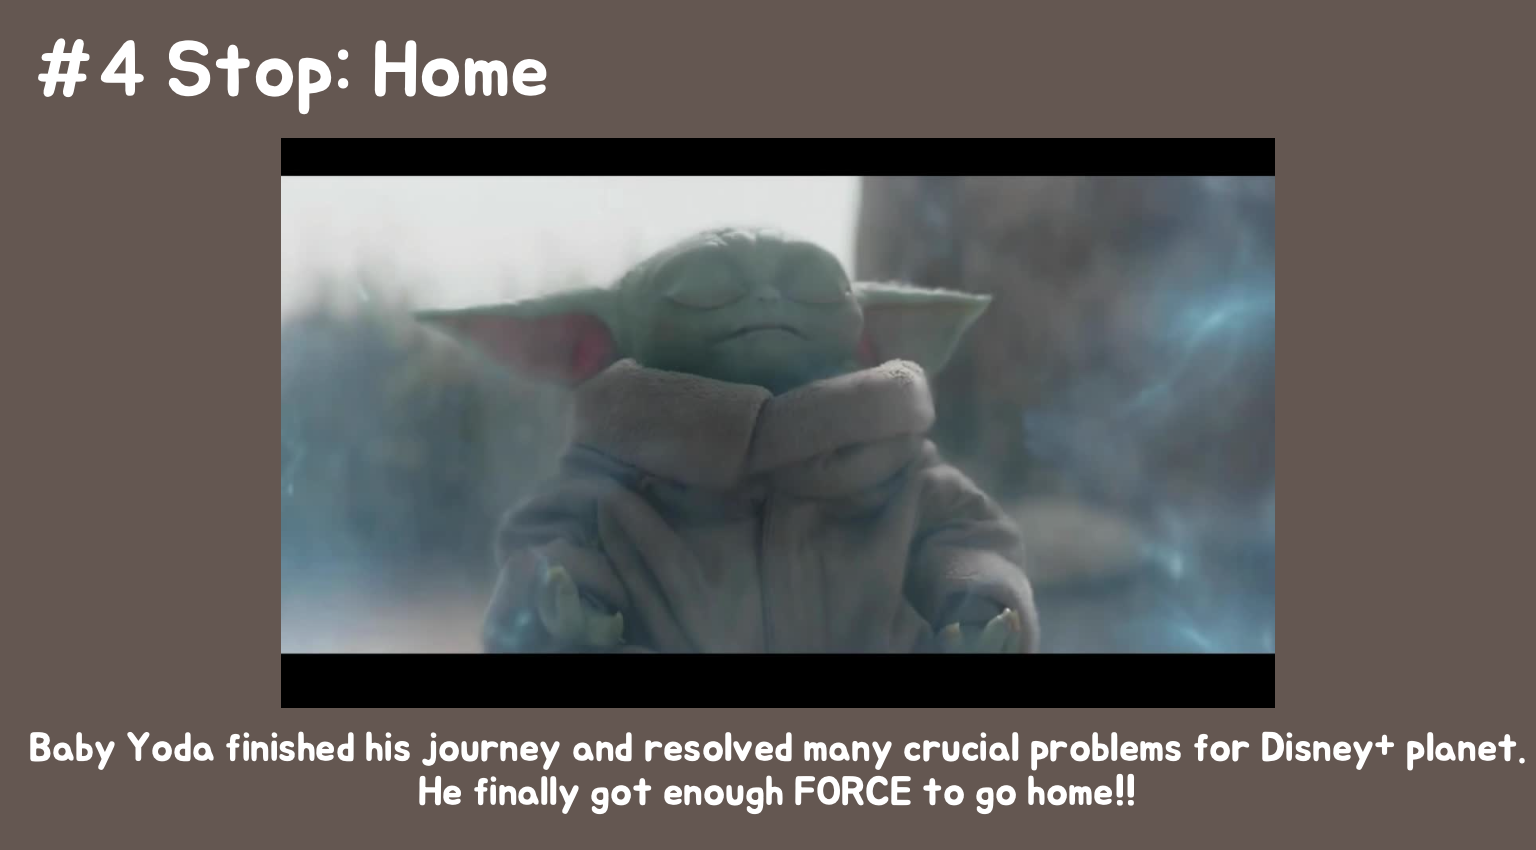 #4 Stop: Home
Baby Yoda finished his journey and resolved many crucial problems for Disney+ planet.
He finally got enough FORCE to go home!!